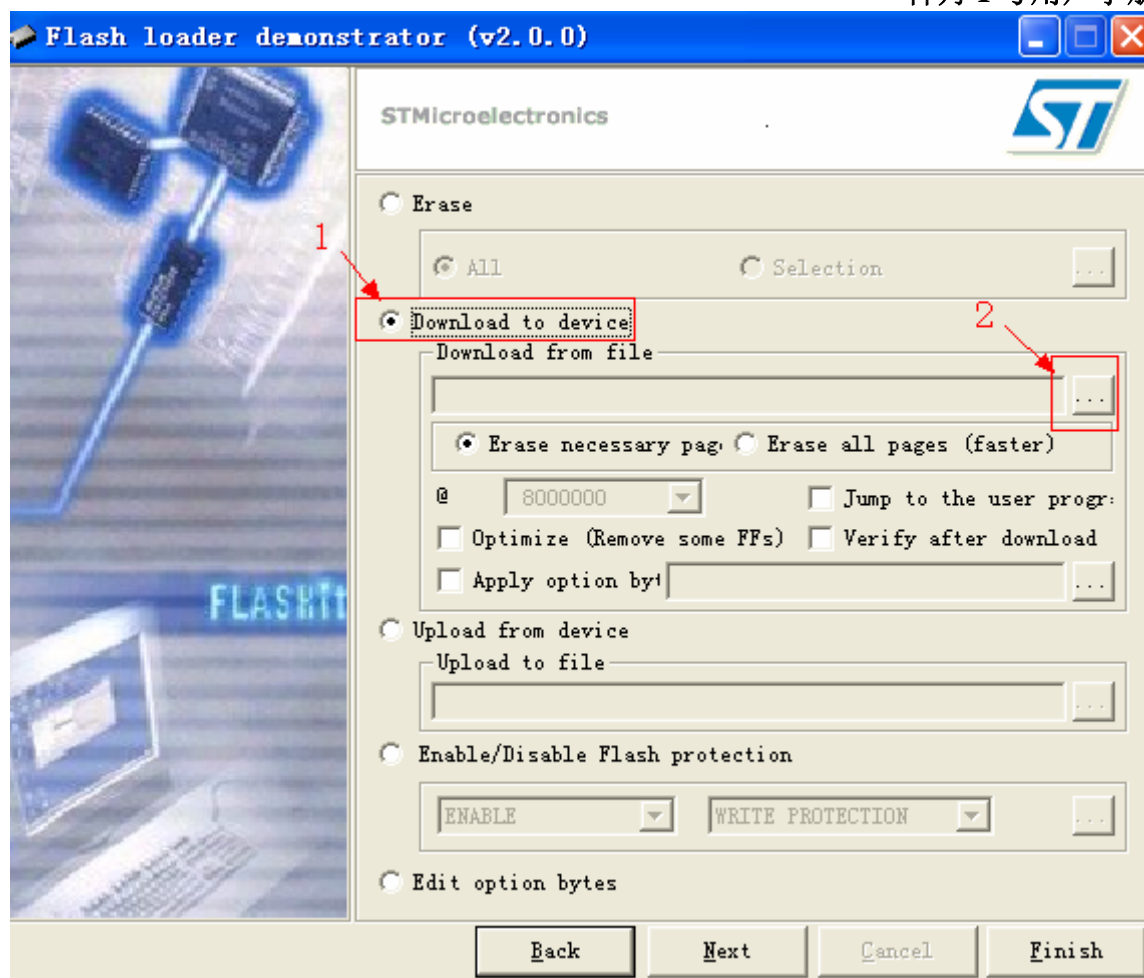 Flash loader demonstrator (v2.0.0)
STMicroelectronics
ST
Erase
1
All
Selection
...
Download to device
2
Download from file
...
Erase necessary pag
Erase all pages (faster)
@
8000000
Jump to the user progr
Optimize (Remove some FFs)
Verify after download
Apply option byt
...
FLASHit
Upload from device
Upload to file
...
Enable/Disable Flash protection
ENABLE
WRITE PROTECTION
...
Edit option bytes
Back
Next
Cancel
Finish